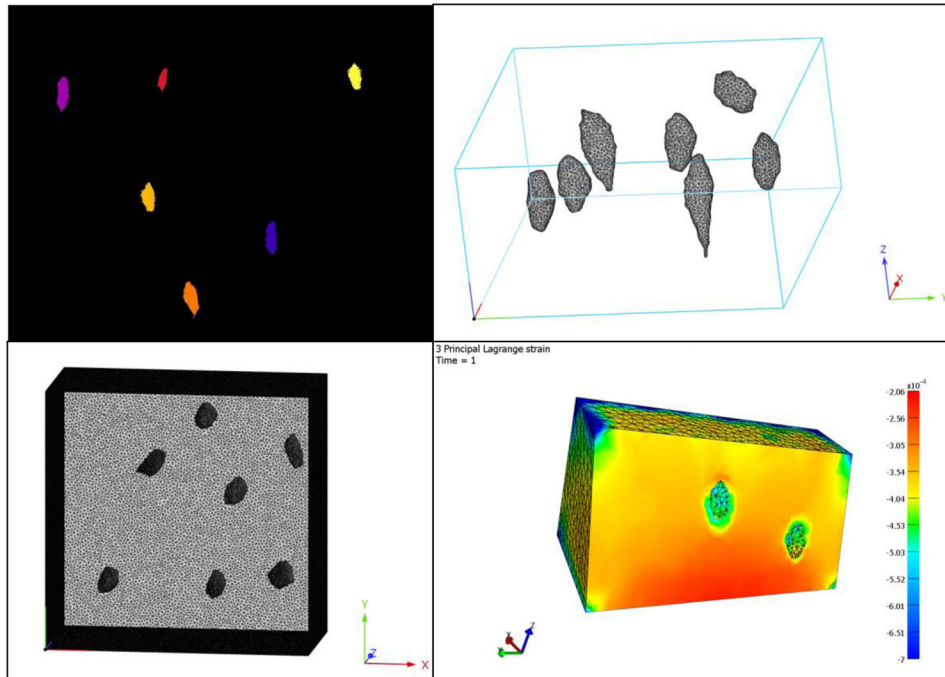 Z
X
Y
3 Principal Lagrange strain
Time = 1
x10⁻⁴
-2.06
-2.56
-3.05
-3.54
-4.04
-4.53
-5.03
-5.52
-6.01
-6.51
-7
Y
Z
X
X
Z
Y